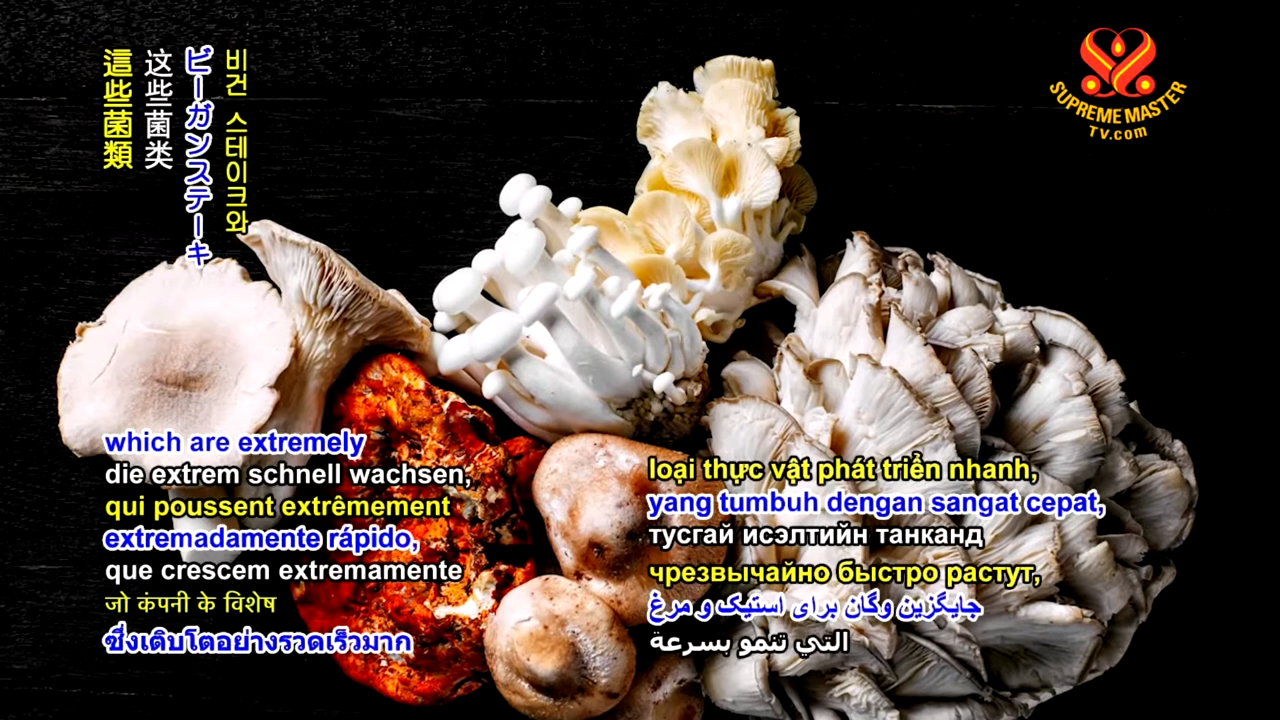 비건 스테이크와
ビーガンステーキ
这些菌类
這些菌類
SUPREME MASTER
TV.com
which are extremely
die extrem schnell wachsen,
qui poussent extrêmement
extremadamente rápido,
que crescem extremamente
जो कंपनी के विशेष
ซึ่งเติบโตอย่างรวดเร็วมาก
loại thực vật phát triển nhanh,
yang tumbuh dengan sangat cepat,
тусгай исэлтийн танканд
чрезвычайно быстро растут,
جایگزین وگان برای استیک و مرغ
التي تنمو بسرعة